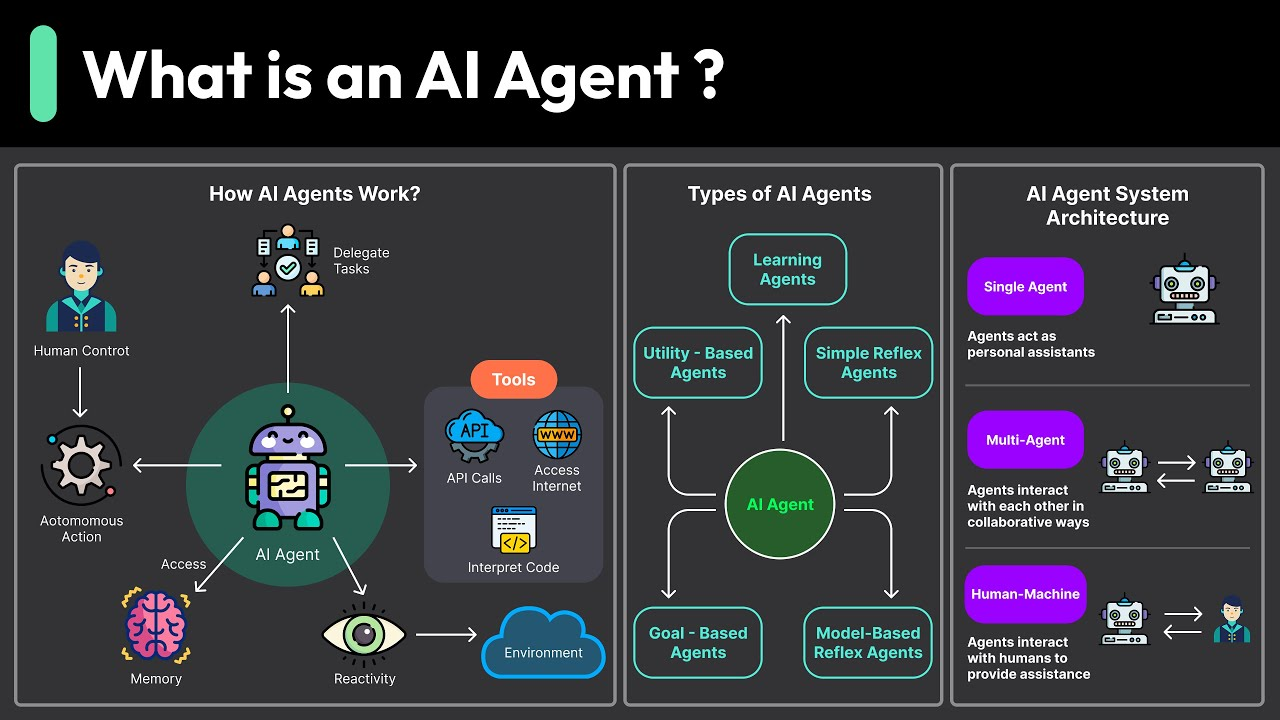 What is an AI Agent ?
How AI Agents Work?
Delegate
Tasks
Human Controt
Tools
API
WWW
API Calls
Access
Internet
</>
Interpret Code
Aotomomous
Action
AI Agent
Access
Memory
Reactivity
Environment
Types of AI Agents
Learning
Agents
Utility - Based
Agents
Simple Reflex
Agents
AI Agent
Goal - Based
Agents
Model-Based
Reflex Agents
AI Agent System
Architecture
Single Agent
Agents act as
personal assistants
Multi-Agent
Agents interact
with each other in
collaborative ways
Human-Machine
Agents interact
with humans to
provide assistance